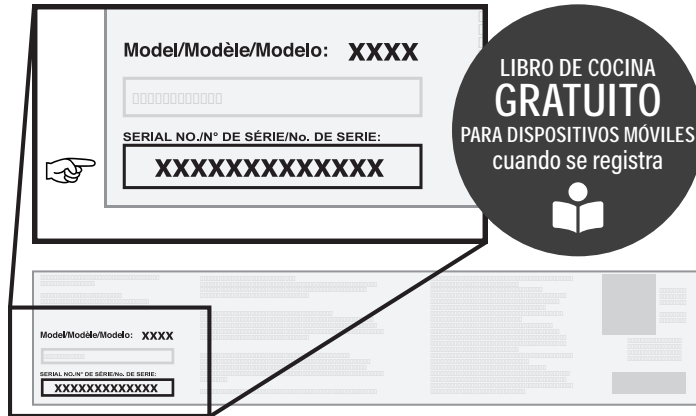 Model/Modèle/Modelo: XXXX
SERIAL NO./N° DE SÉRIE/No. DE SERIE:
XXXXXXXXXXXXX
LIBRO DE COCINA
GRATUITO
PARA DISPOSITIVOS MÓVILES
cuando se registra
Model/Modèle/Modelo: XXXX
SERIAL NO./N° DE SÉRIE/No. DE SERIE:
XXXXXXXXXXXXX